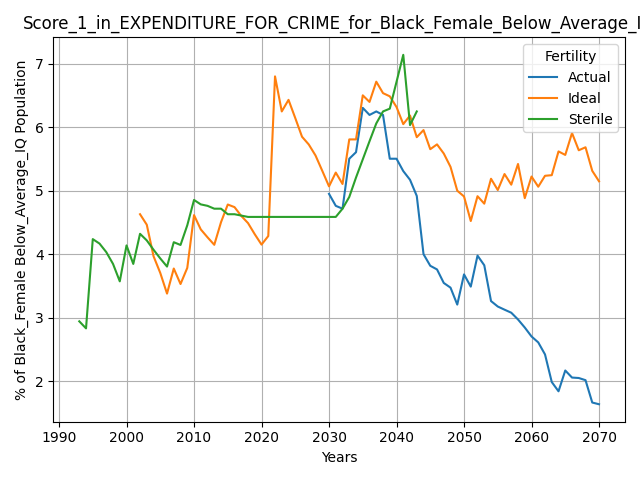 Score_1_in_EXPENDITURE_FOR_CRIME_for_Black_Female_Below_Average_I
Fertility
Actual
Ideal
Sterile
% of Black_Female Below_Average_IQ Population
7
6
5
4
3
2
1990 2000 2010 2020 2030 2040 2050 2060 2070
Years